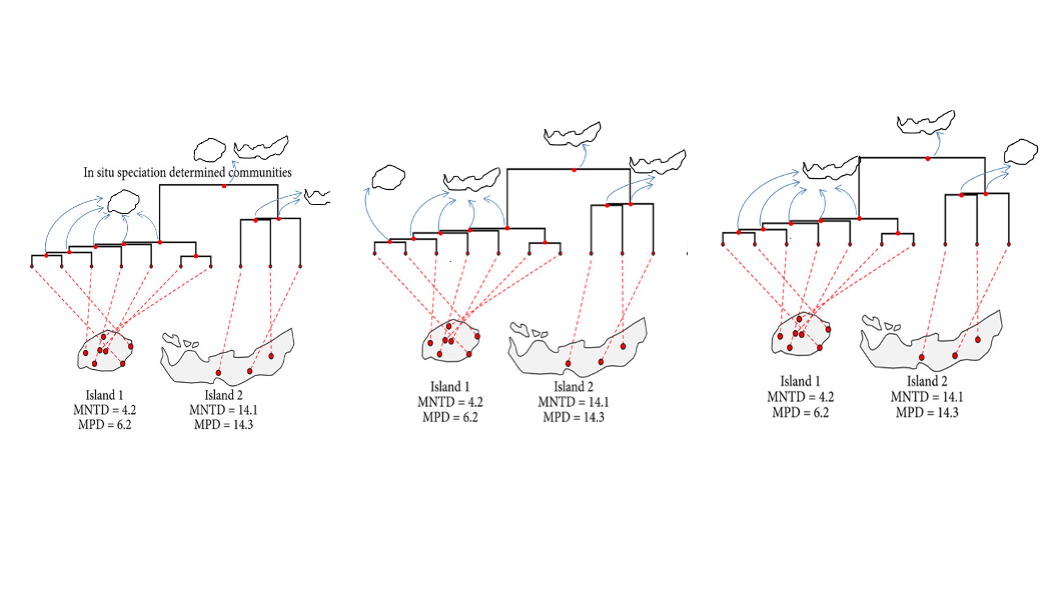 In situ speciation determined communities
Island 1
MNTD = 4.2
MPD = 6.2
Island 2
MNTD = 14.1
MPD = 14.3
Island 1
MNTD = 4.2
MPD = 6.2
Island 2
MNTD = 14.1
MPD = 14.3
Island 1
MNTD = 4.2
MPD = 6.2
Island 2
MNTD = 14.1
MPD = 14.3